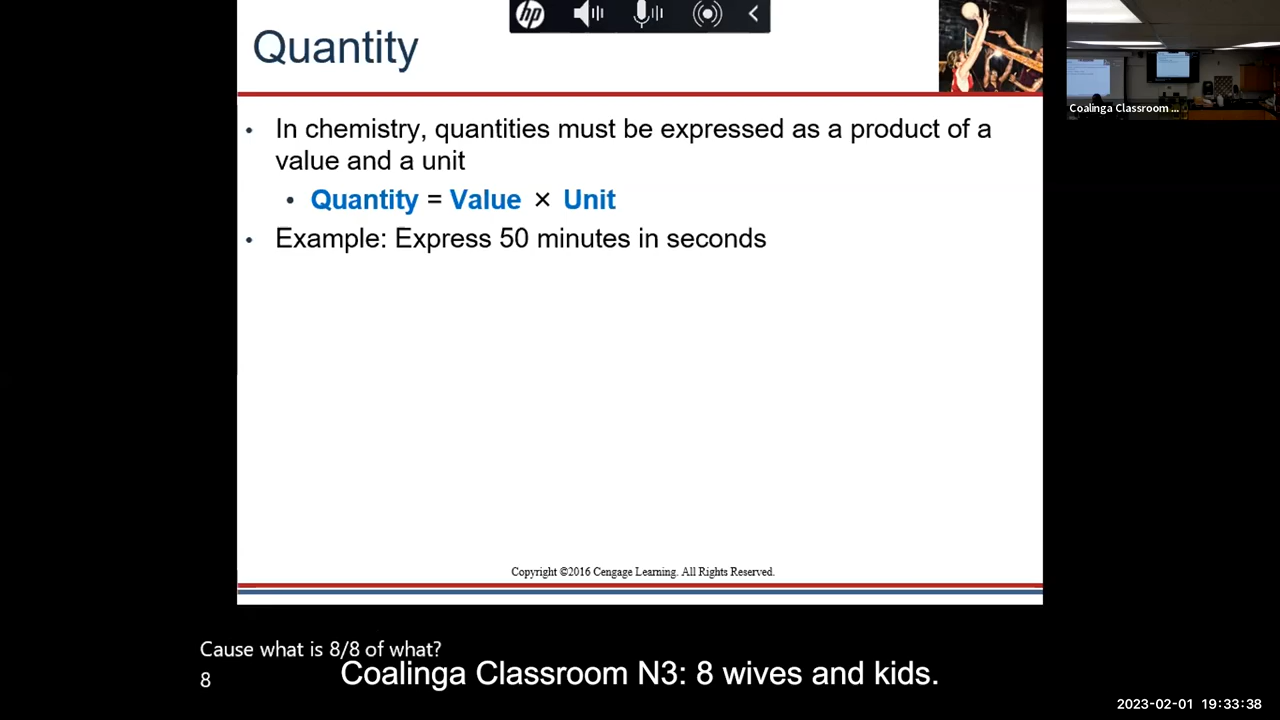 hp
Quantity
Coalinga Classroom ...
• In chemistry, quantities must be expressed as a product of a
value and a unit
• Quantity = Value × Unit
• Example: Express 50 minutes in seconds
Copyright ©2016 Cengage Learning. All Rights Reserved.
Cause what is 8/8 of what?
8
Coalinga Classroom N3: 8 wives and kids.
2023-02-01 19:33:38